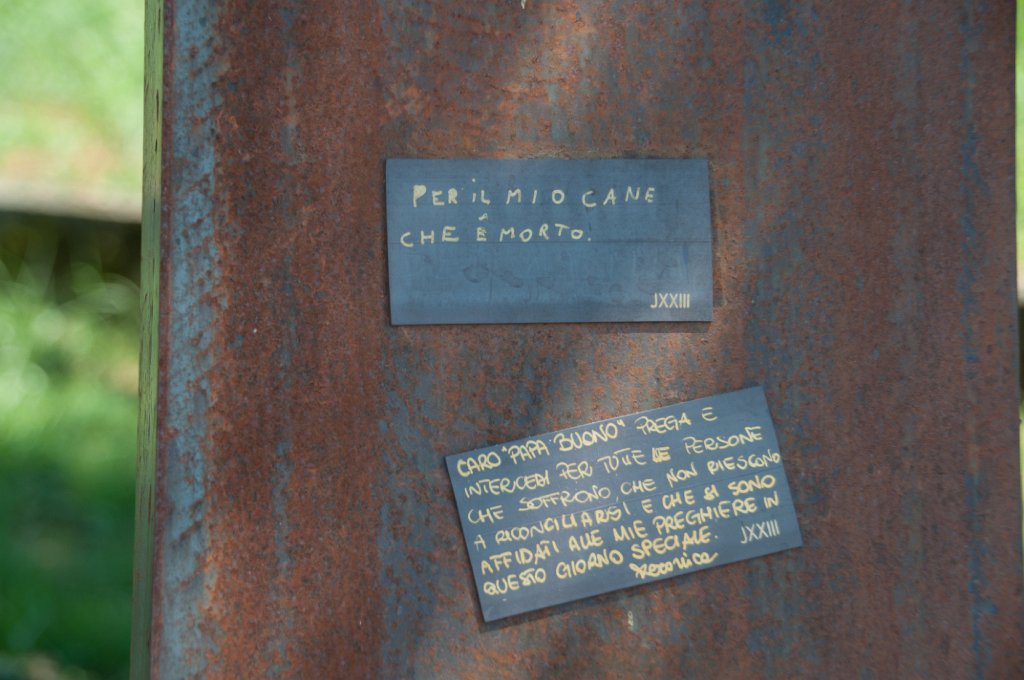 PER IL MIO CANE
CHE É MORTO.
JXXIII
CARO "PAPA BUONO" PREGA E
INTERCEDI PER TUTTE LE PERSONE
CHE SOFFRONO, CHE NON RIESCONO
A RICONCILIARSI E CHE SI SONO
AFFIDATI ALLE MIE PREGHIERE IN
QUESTO GIORNO SPECIALE.
JXXIII